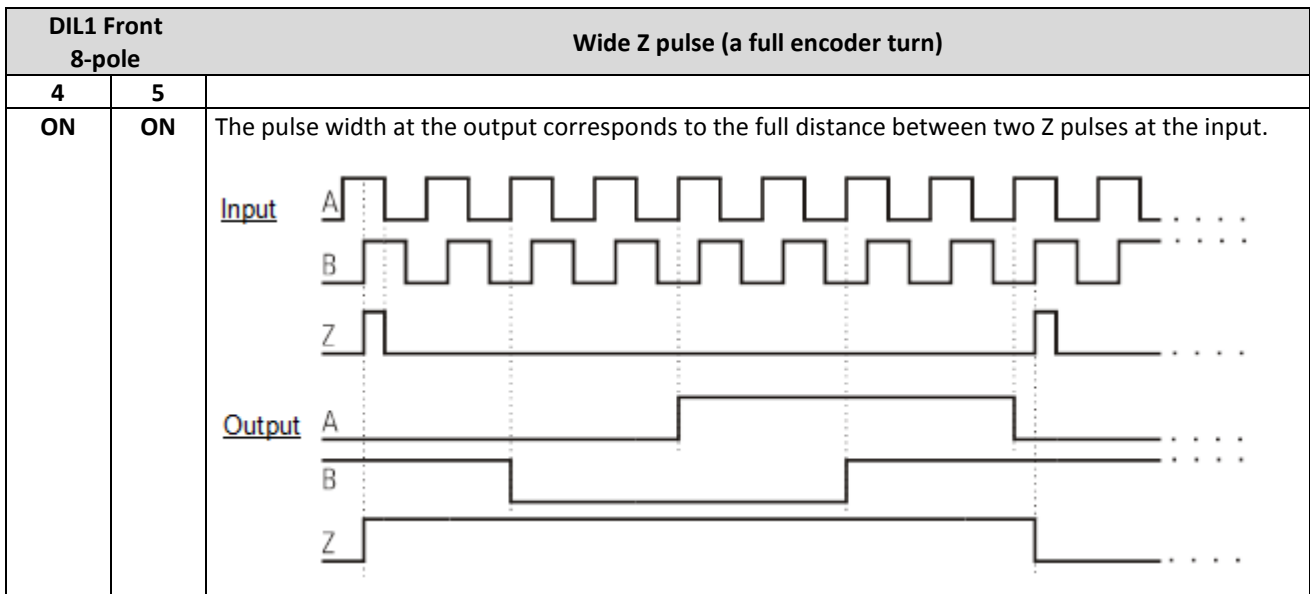 DIL1 Front
8-pole
Wide Z pulse (a full encoder turn)
4 5
ON ON The pulse width at the output corresponds to the full distance between two Z pulses at the input.
Input A
B
Z
Output A
B
Z